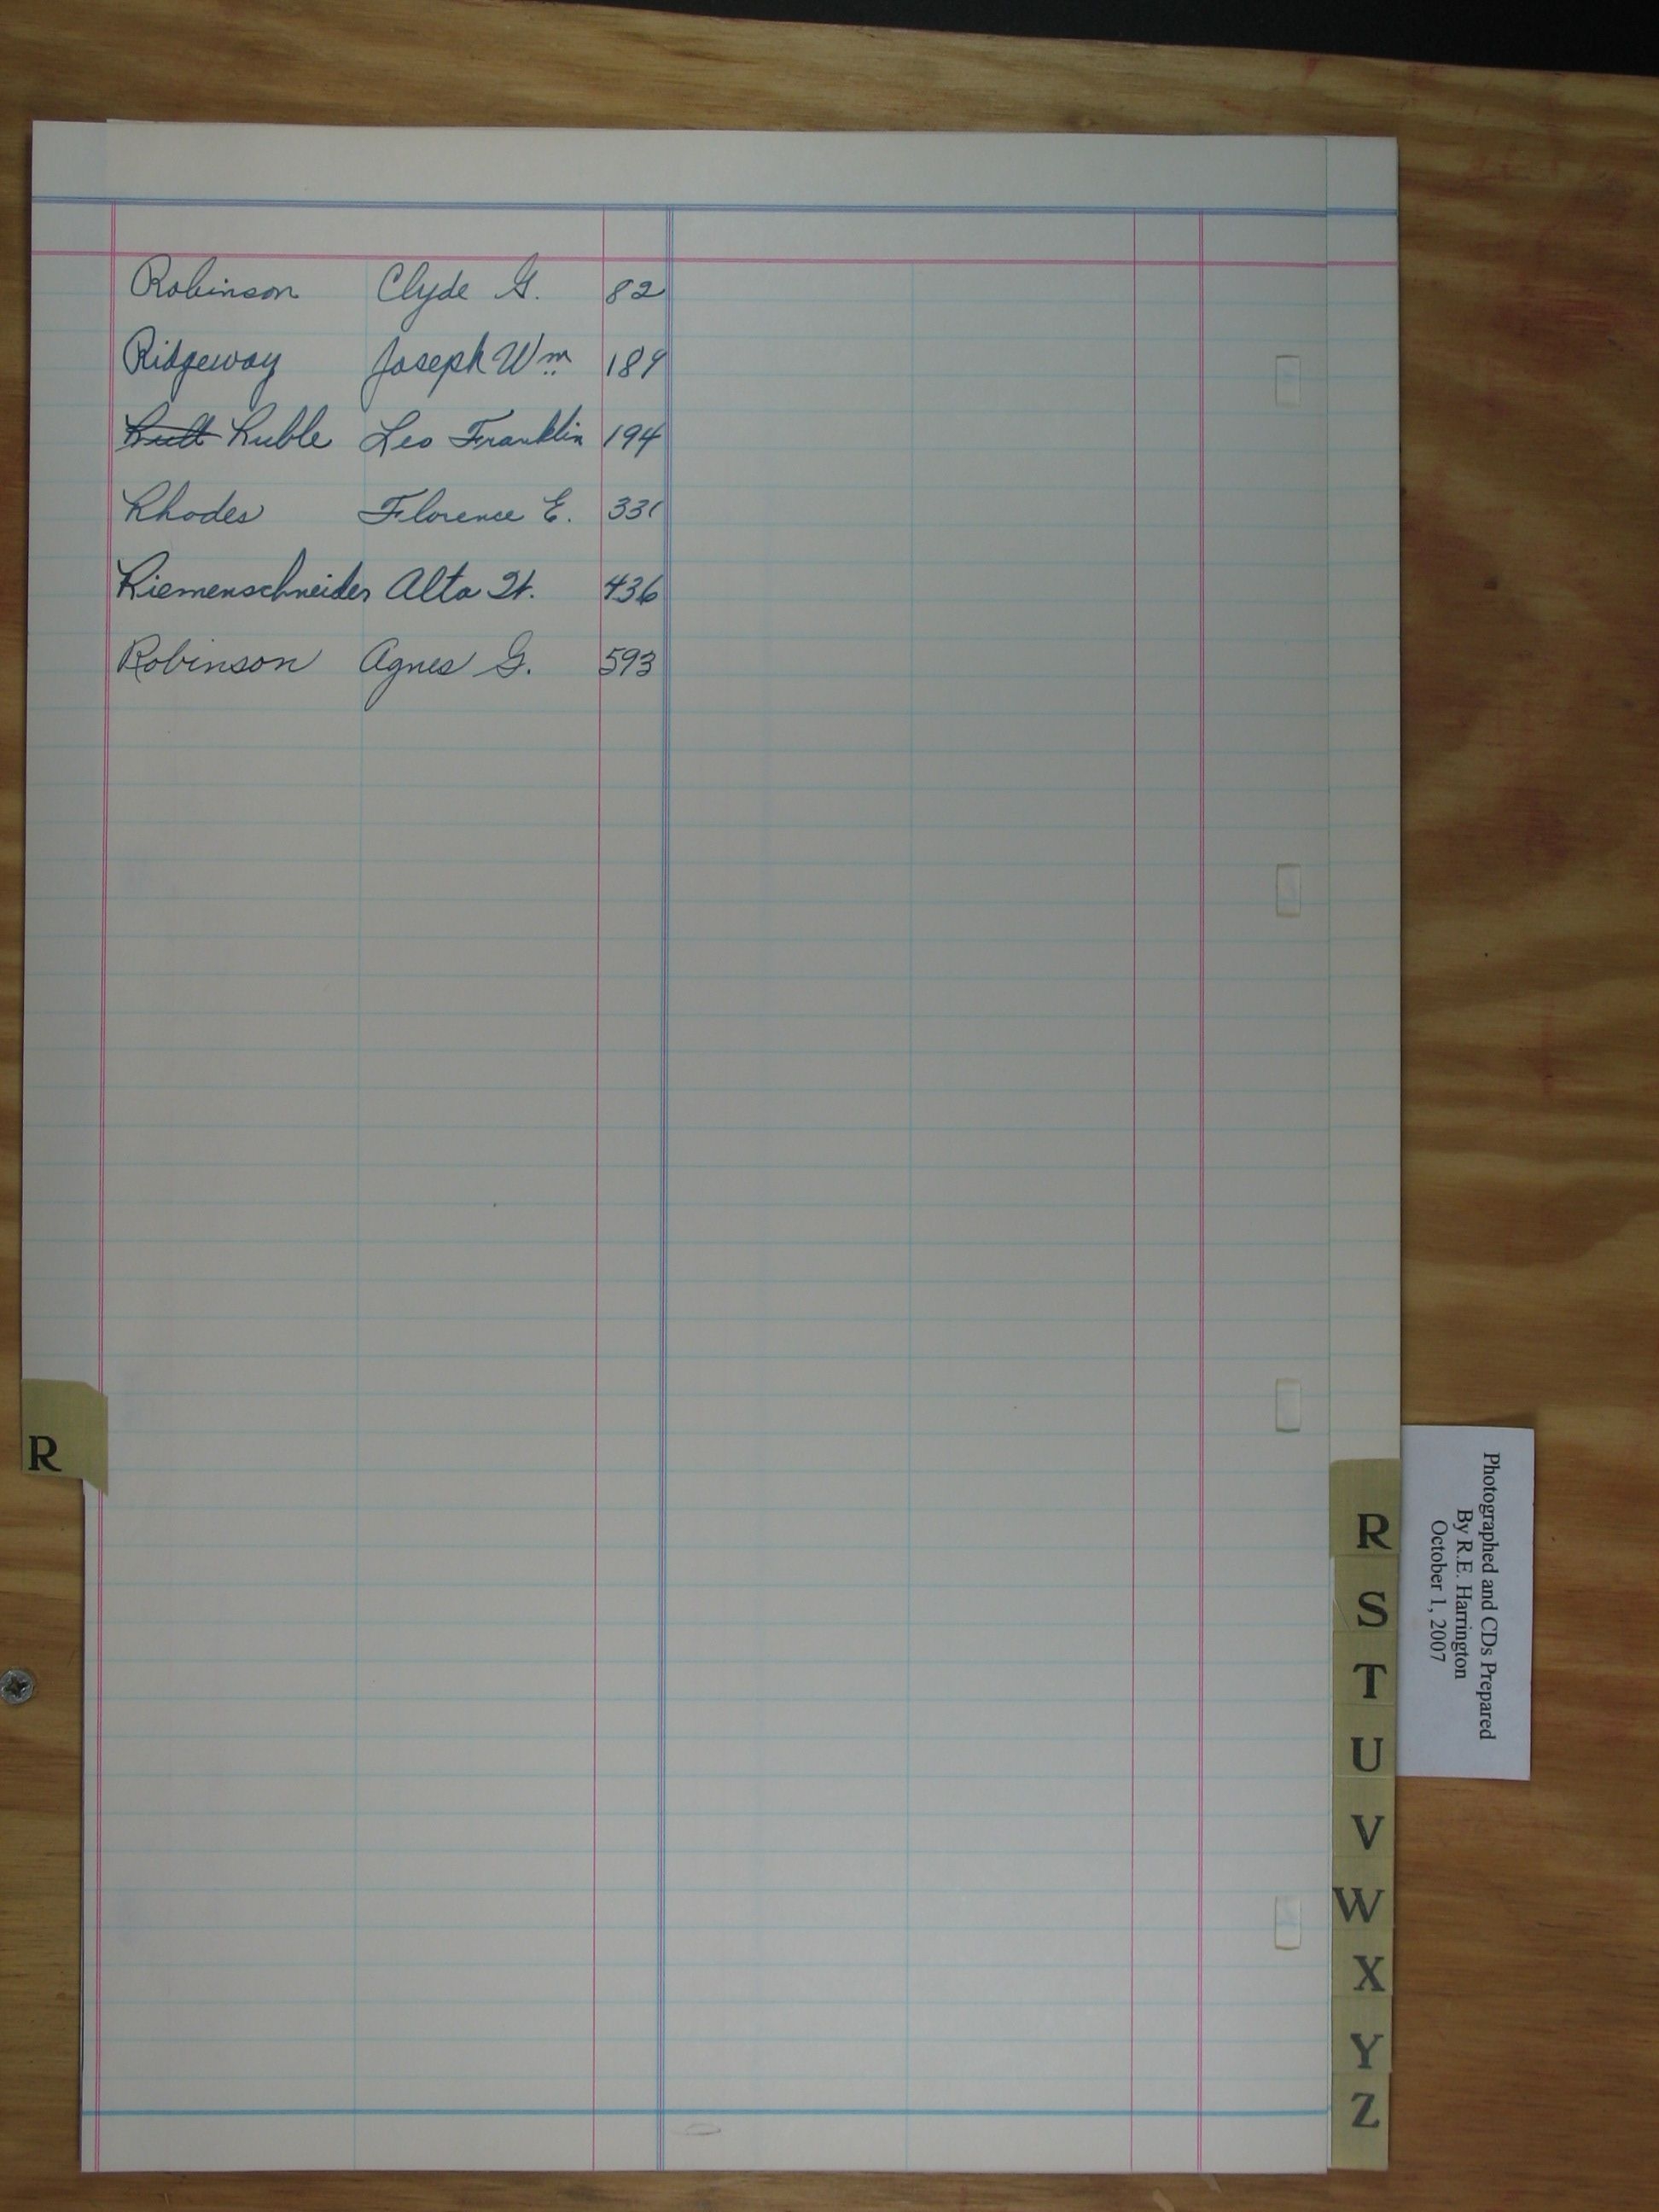 Robinson Clyde G. 82
Ridgeway Joseph Wm 189
Ruble Leo Franklin 194
Rhodes Florence E. 331
Riemenschneider Alta H. 436
Robinson Agnes G. 593
R
R
S
T
U
V
W
X
Y
Z
Photographed and CDs Prepared
By R.E. Harrington
October 1, 2007